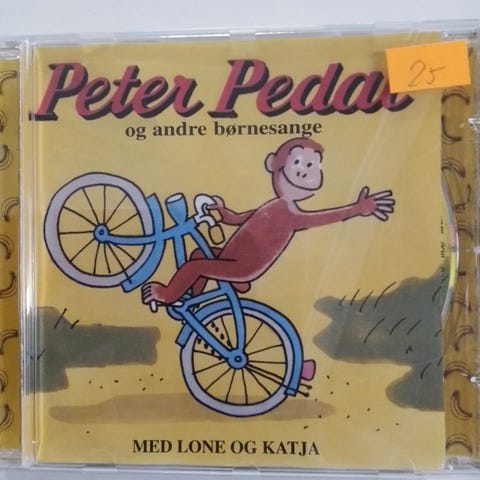 Peter Pedal
25
og andre børnesange
MED LONE OG KATJA